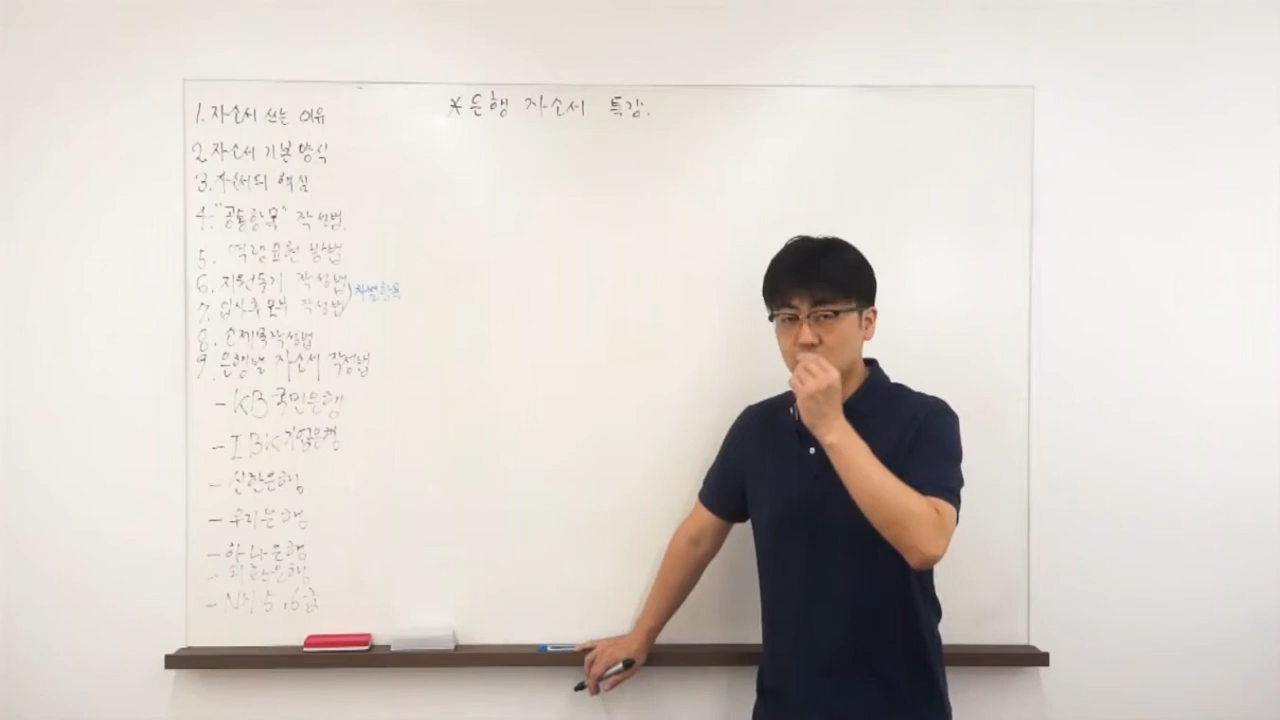 * 은행 자소서 특강.
1. 자소서 쓰는 이유
2. 자소서 기본 양식
3. 자소서의 핵심
4. "공통항목" 작성법.
5. 역량표현 방법
6. 지원동기 작성법
7. 입사후 포부 작성법
차별항목
8. 소제목작성법
9. 은행별 자소서 작성법
- KB국민은행
- IBK기업은행
- 신한은행
- 우리은행
- 하나은행
- 외환은행
- NH 5,6급